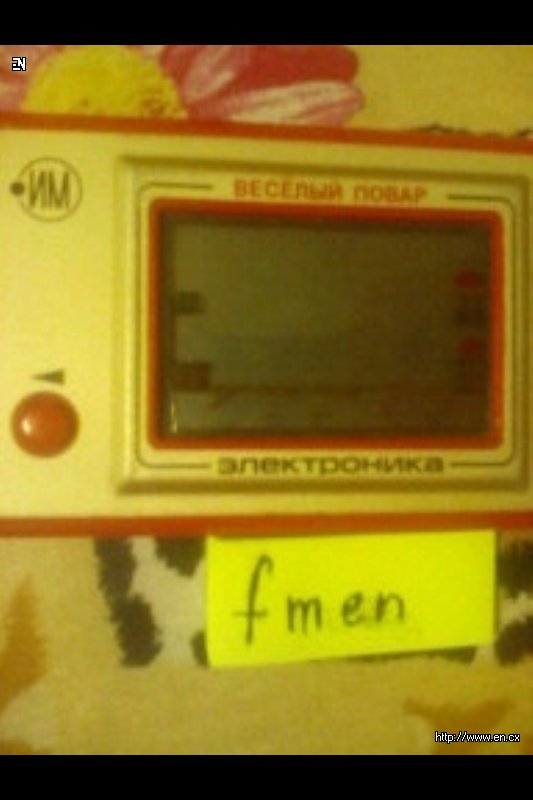 EN
ИМ
ВЕСЁЛЫЙ ПОВАР
электроника
fmen
http://www.en.cx